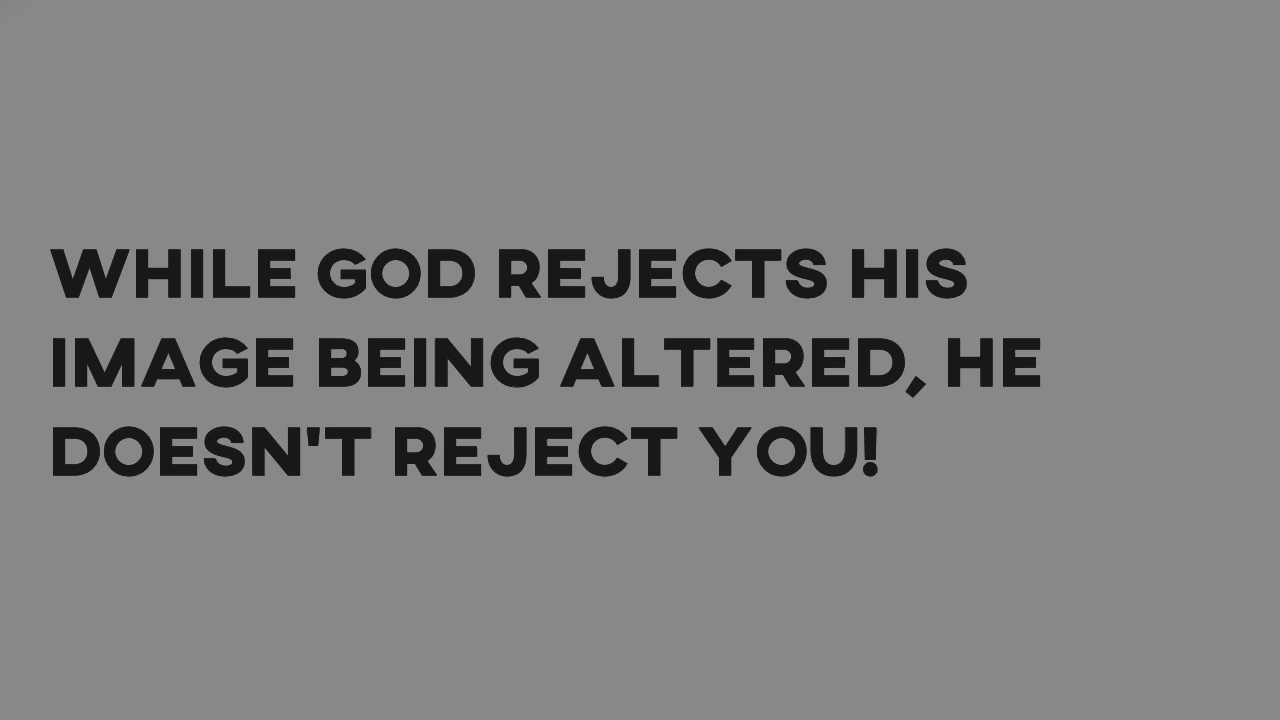 WHILE GOD REJECTS HIS
IMAGE BEING ALTERED, HE
DOESN'T REJECT YOU!